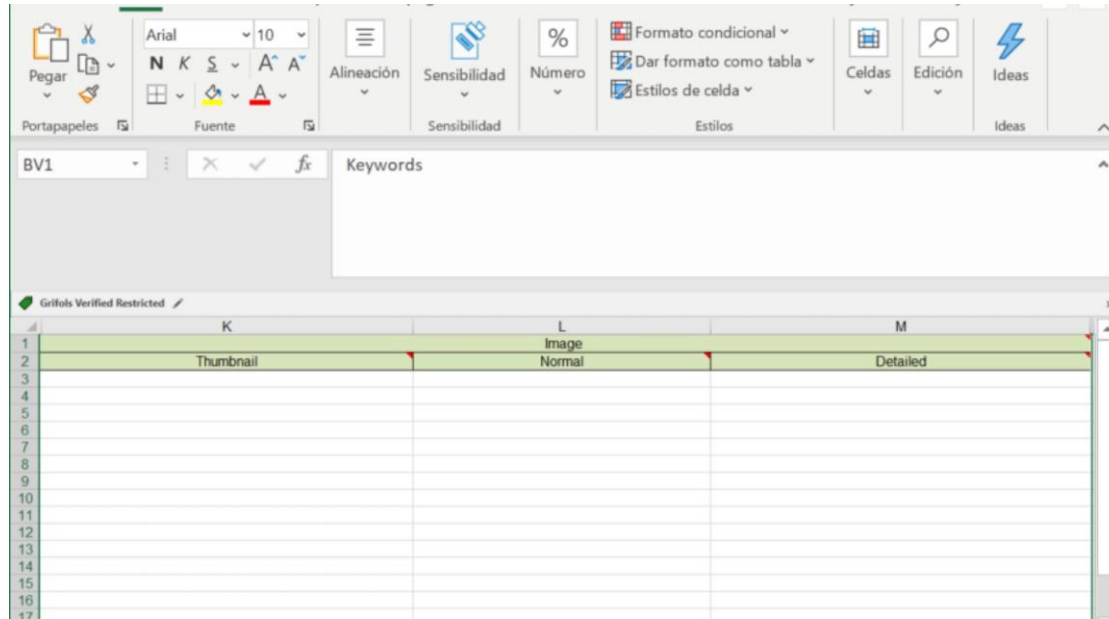 Arial 10
N K S A A
A
Pegar
Alineación
Sensibilidad
%
Número
Formato condicional
Dar formato como tabla
Estilos de celda
Celdas
Edición
Ideas
Portapapeles Fuente Sensibilidad Estilos Ideas
BV1 fx Keywords
Grifols Verified Restricted
K L M
1 Image
2 Thumbnail Normal Detailed
3
4
5
6
7
8
9
10
11
12
13
14
15
16
17